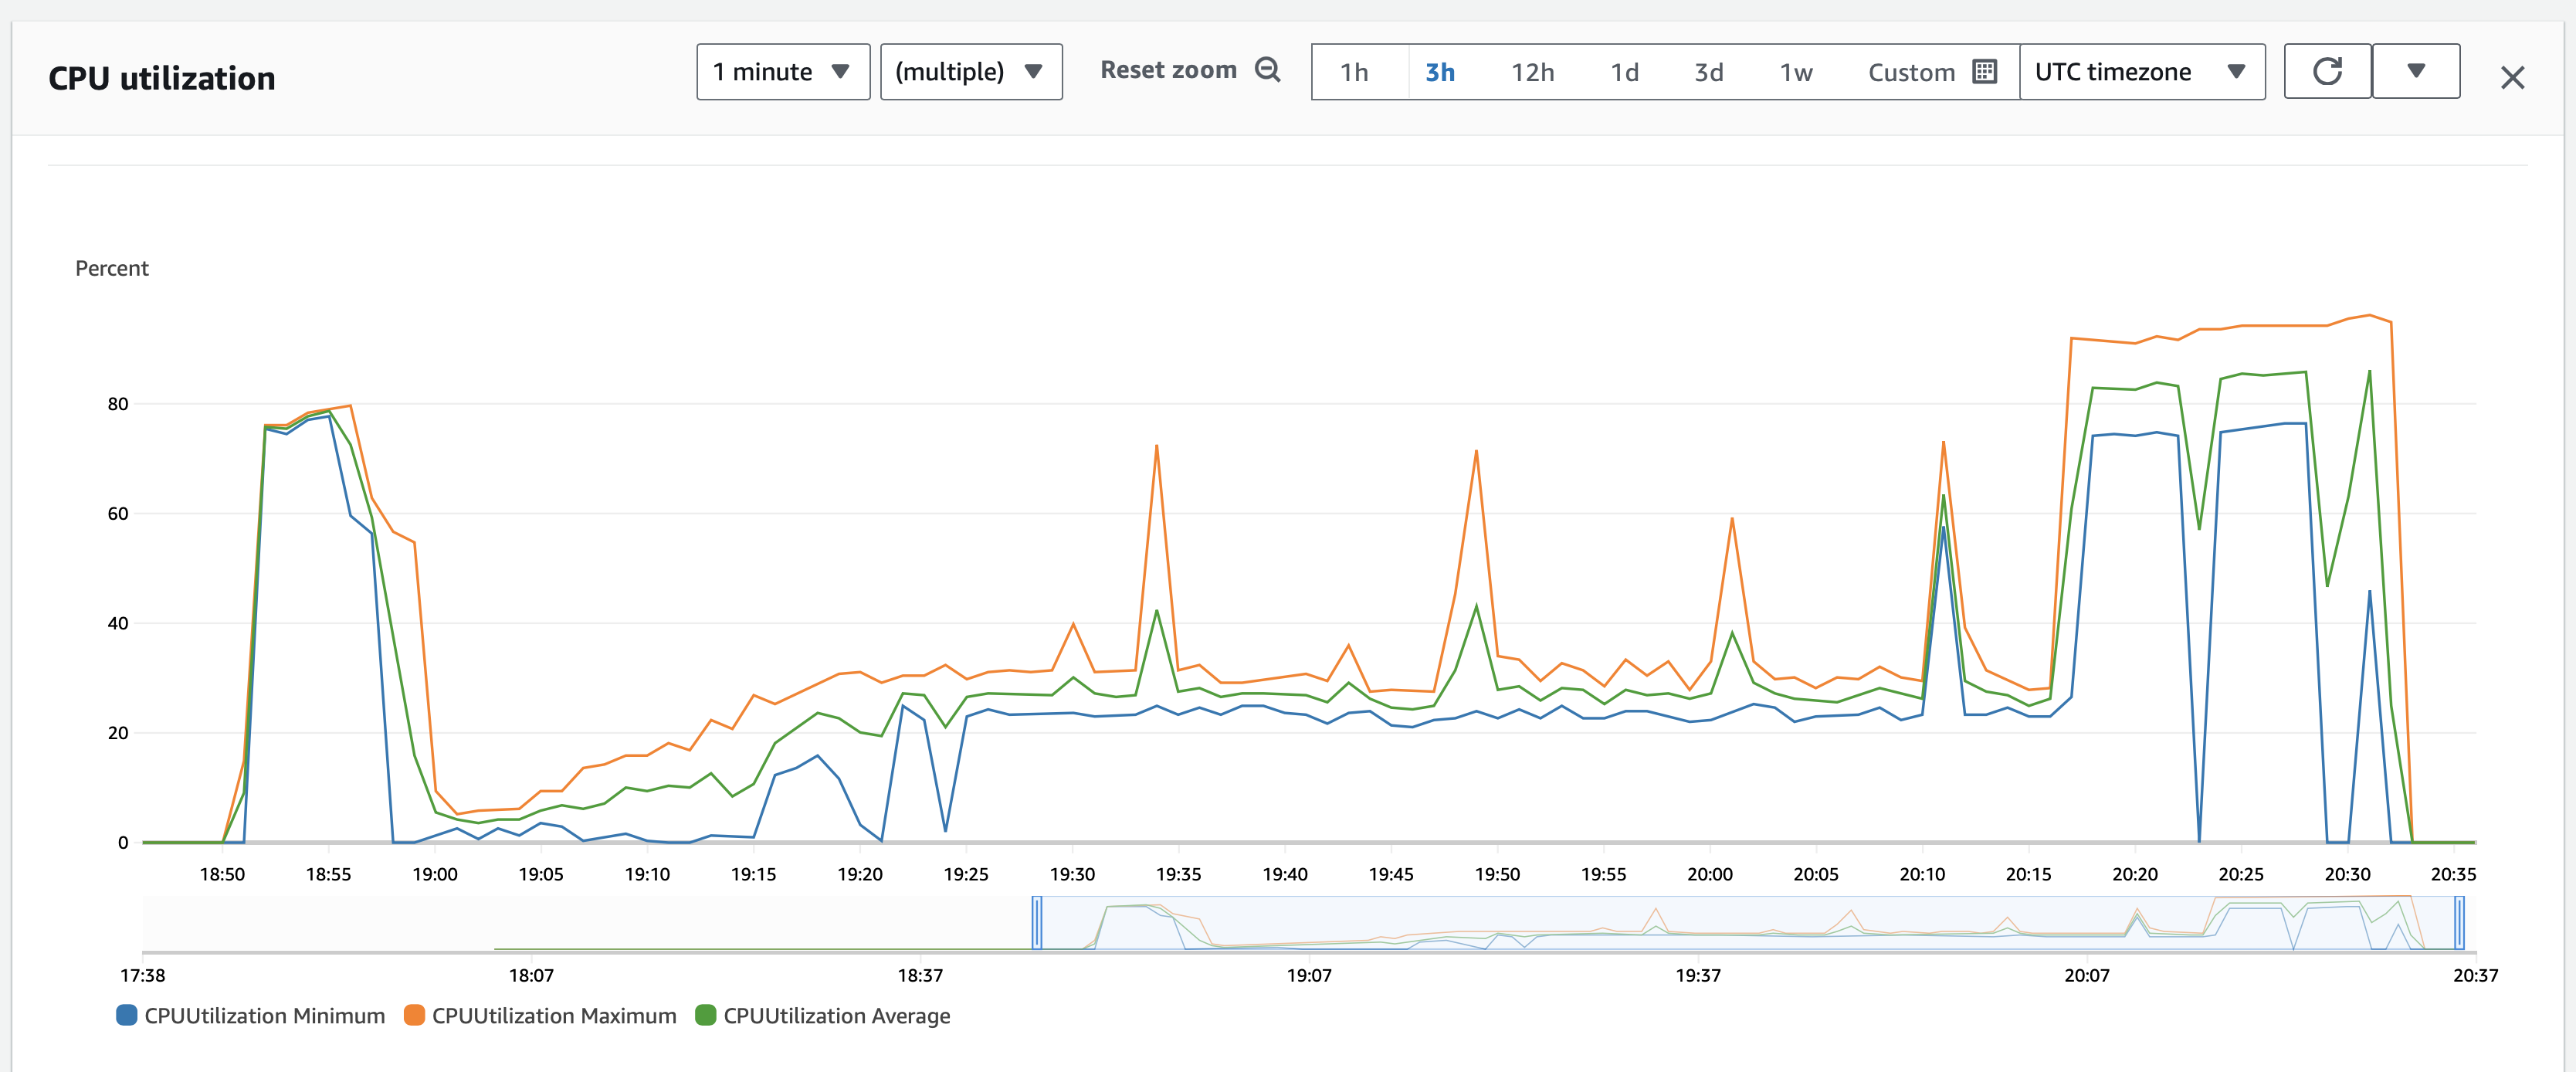 CPU utilization
1 minute
(multiple)
Reset zoom
1h 3h 12h 1d 3d 1w Custom
UTC timezone
Percent
80
60
40
20
0
18:50 18:55 19:00 19:05 19:10 19:15 19:20 19:25 19:30 19:35 19:40 19:45 19:50 19:55 20:00 20:05 20:10 20:15 20:20 20:25 20:30 20:35
17:38 18:07 18:37 19:07 19:37 20:07 20:37
CPUUtilization Minimum CPUUtilization Maximum CPUUtilization Average